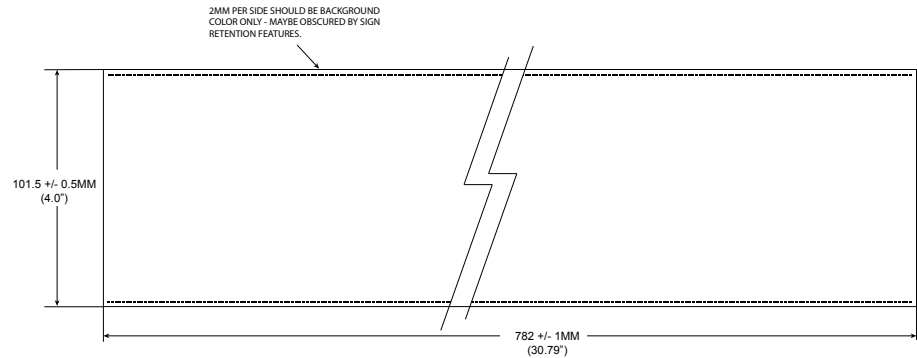 2MM PER SIDE SHOULD BE BACKGROUND
COLOR ONLY - MAYBE OBSCURED BY SIGN
RETENTION FEATURES.
101.5 +/- 0.5MM
(4.0")
782 +/- 1MM
(30.79")